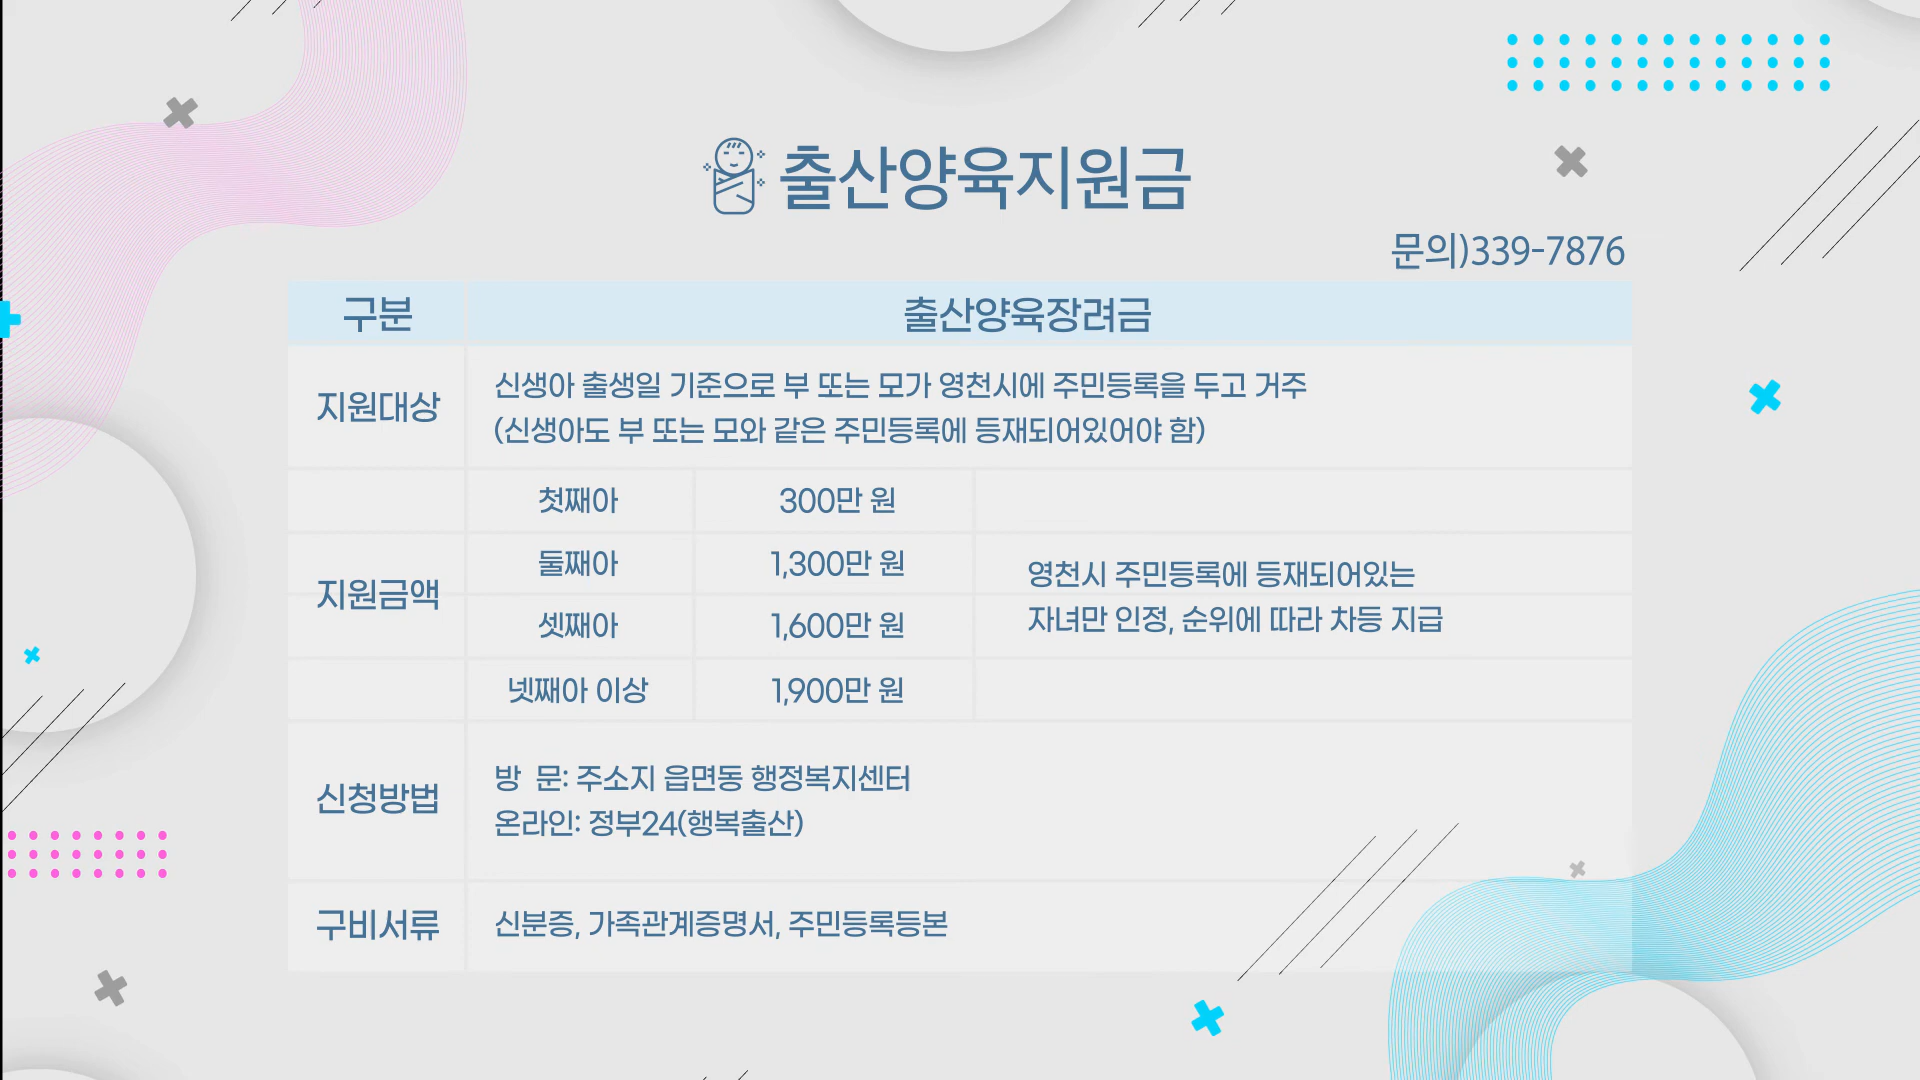 출산양육지원금
문의)339-7876
구분
출산양육장려금
지원대상
신생아 출생일 기준으로 부 또는 모가 영천시에 주민등록을 두고 거주
(신생아도 부 또는 모와 같은 주민등록에 등재되어있어야 함)
지원금액
첫째아
300만 원
둘째아
1,300만 원
셋째아
1,600만 원
넷째아 이상
1,900만 원
영천시 주민등록에 등재되어있는
자녀만 인정, 순위에 따라 차등 지급
신청방법
방  문: 주소지 읍면동 행정복지센터
온라인: 정부24(행복출산)
구비서류
신분증, 가족관계증명서, 주민등록등본